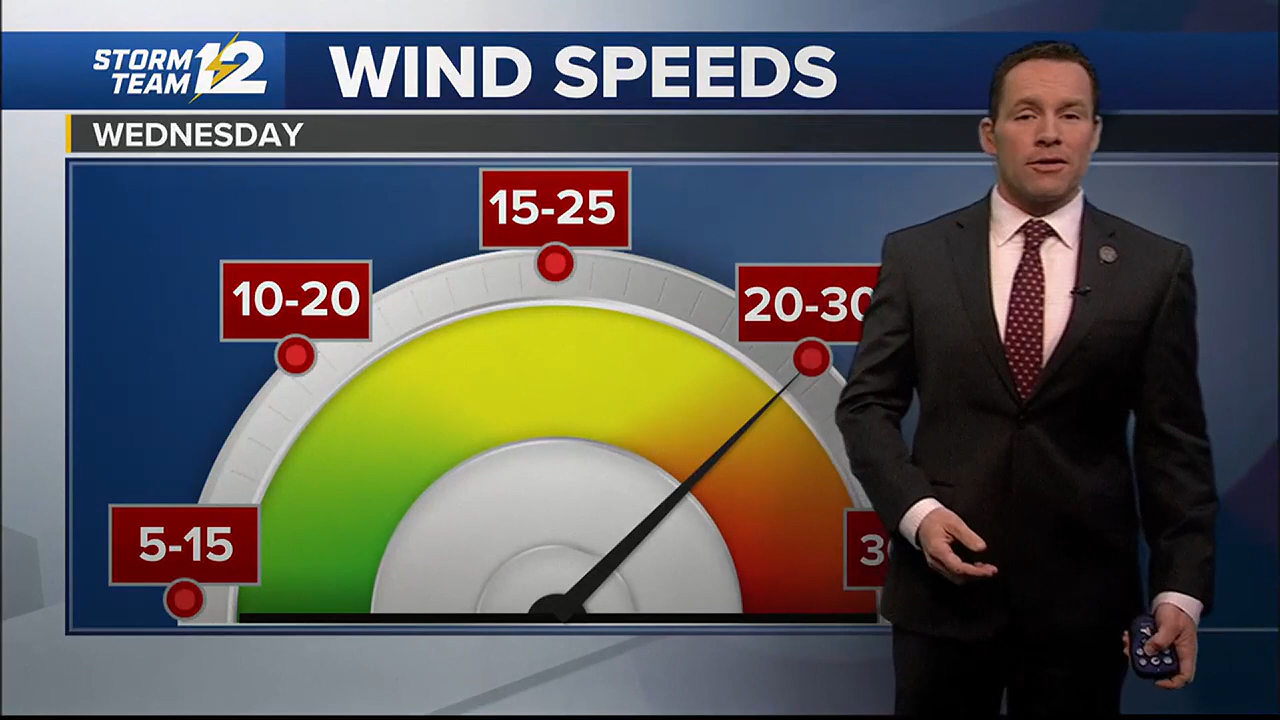 STORM
TEAM 12
WIND SPEEDS
WEDNESDAY
15-25
10-20
20-30
5-15